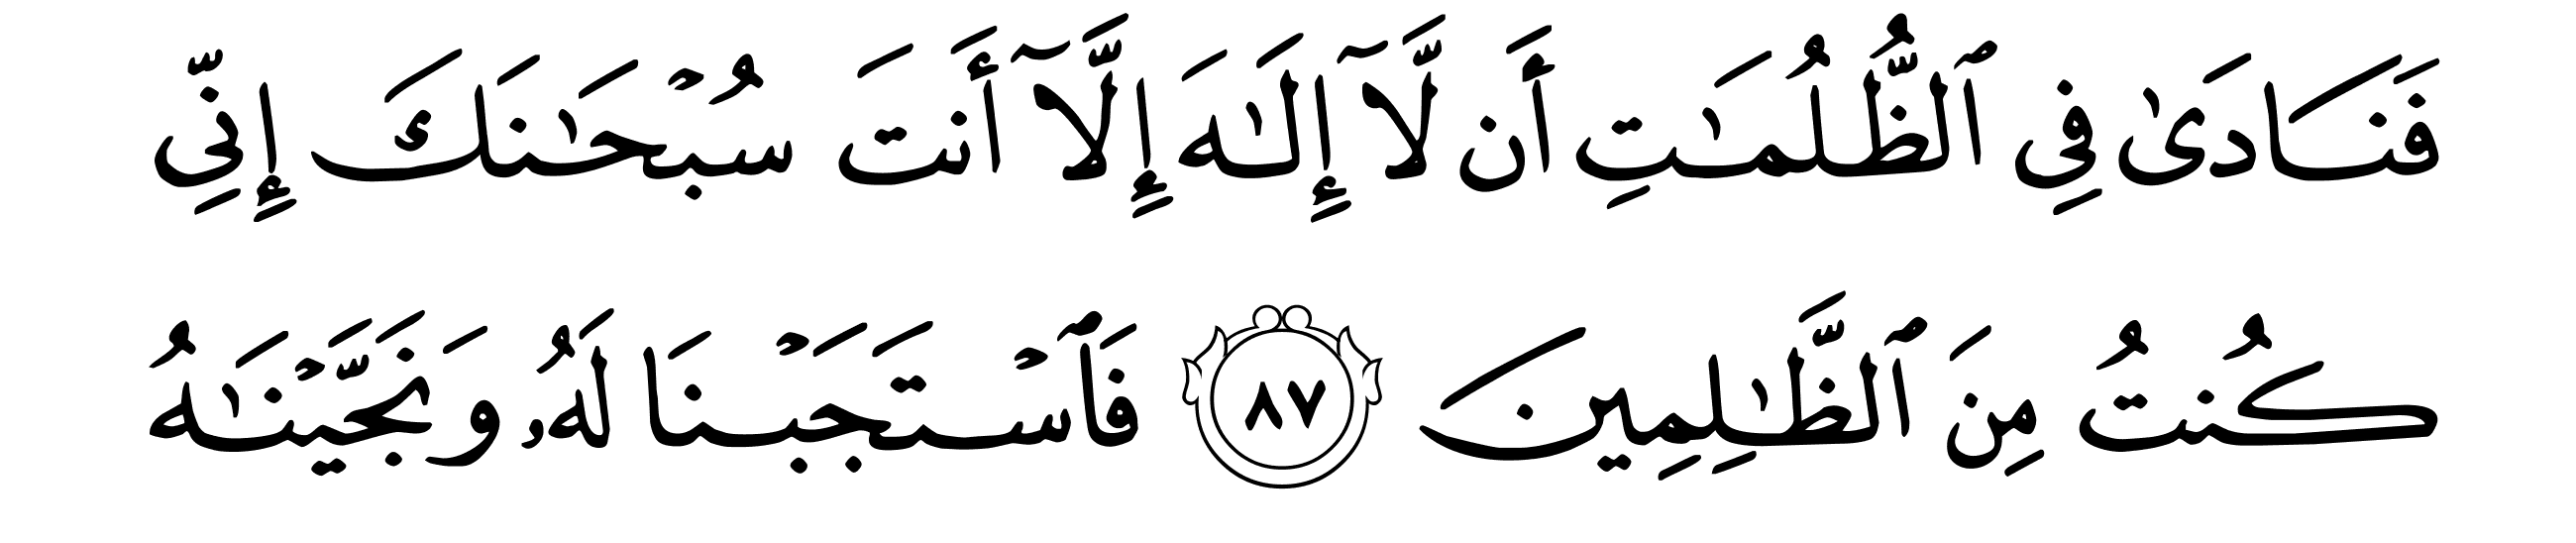 فَنَادَىٰ فِي ٱلظُّلُمَٰتِ أَن لَّآ إِلَٰهَ إِلَّآ أَنتَ سُبْحَٰنَكَ إِنِّي
كُنتُ مِنَ ٱلظَّٰلِمِينَ ٨٧ فَٱسْتَجَبْنَا لَهُۥ وَنَجَّيْنَٰهُ